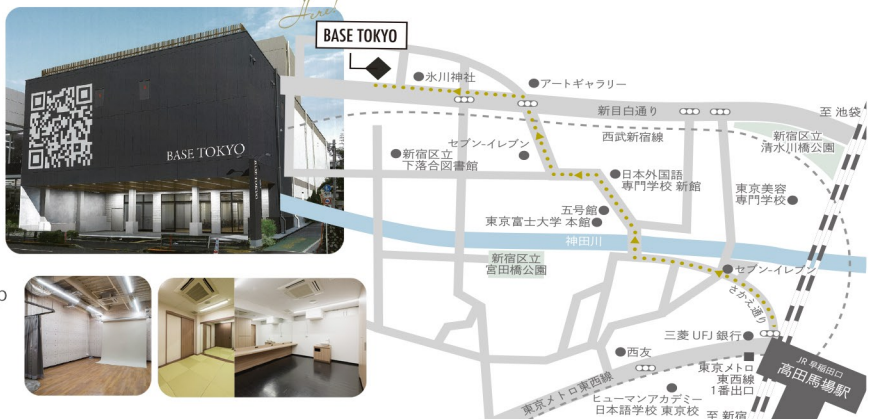 Here!
BASE TOKYO
BASE TOKYO
氷川神社
アートギャラリー
新目白通り
至 池袋
西武新宿線
新宿区立
清水川橋公園
セブン-イレブン
新宿区立
下落合図書館
日本外国語
専門学校 新館
東京美容
専門学校
五号館
東京富士大学 本館
神田川
新宿区立
宮田橋公園
セブン-イレブン
さかえ通り
三菱 UFJ 銀行
西友
東京メトロ東西線
東京メトロ
東西線
1番出口
JR 早稲田口
高田馬場駅
ヒューマンアカデミー
日本語学校 東京校
至 新宿
p